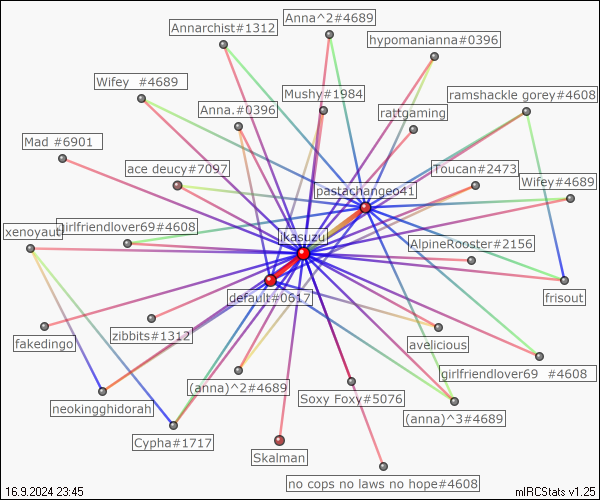 Anna^2#4689
Annarchist#1312
hypomanianna#0396
Wifey  #4689
Mushy#1984
ramshackle gorey#4608
Anna.#0396
rattgaming
Mad #6901
ace deucy#7097
roucan#2473
pastachangeo41
Wifey#4689
xenoyaut
girlfriendlover69#4608
ikasuzu
AlpineRooster#2156
default#0617
frisout
fakedingo
zibbits#1312
avelicious
girlfriendlover69  #4608
(anna)^2#4689
Soxy Foxy#5076
neokingghidorah
(anna)^3#4689
Cypha#1717
Skalman
no cops no laws no hope#4608
16.9.2024 23:45
mIRCStats v1.25